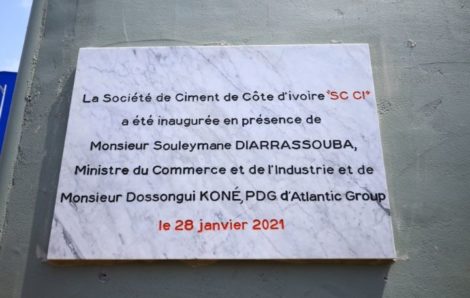 La Société de Ciment de Côte d'ivoire "SC CI"
a été inaugurée en présence de
Monsieur Souleymane DIARRASSOUBA,
Ministre du Commerce et de l'Industrie et de
Monsieur Dossongui KONÉ, PDG d'Atlantic Group
le 28 janvier 2021